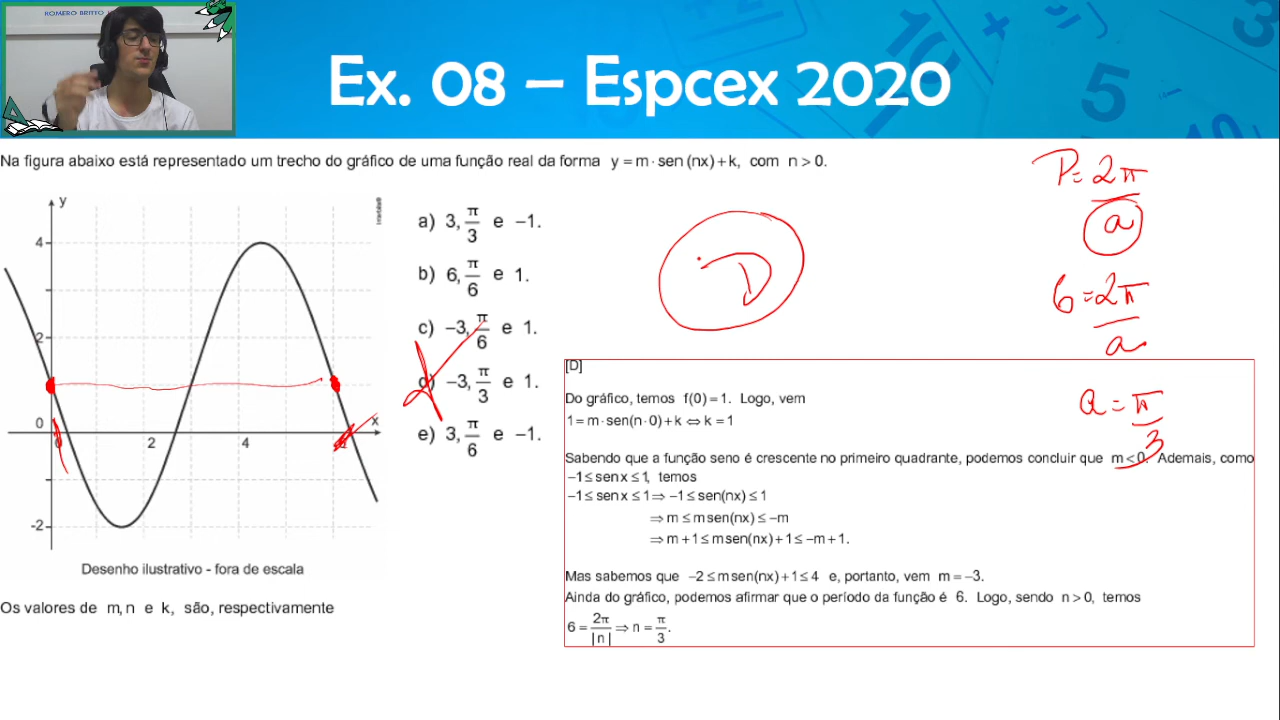 ROMERO BRITTO
Ex. 08 – Espcex 2020
Na figura abaixo está representado um trecho do gráfico de uma função real da forma y = m · sen (nx) + k, com n > 0.
y
4
2
0
2
4
x
-2
Desenho ilustrativo - fora de escala
Os valores de m, n e k, são, respectivamente
a) 3, π/3 e −1.
b) 6, π/6 e 1.
c) −3, π/6 e 1.
d) −3, π/3 e 1.
e) 3, π/6 e −1.
D
P = 2π/a
6 = 2π/a
a = π/3
[D]
Do gráfico, temos f(0) = 1. Logo, vem
1 = m · sen(n · 0) + k ⇔ k = 1
Sabendo que a função seno é crescente no primeiro quadrante, podemos concluir que m < 0. Ademais, como
−1 ≤ sen x ≤ 1, temos
−1 ≤ sen x ≤ 1 ⇒ −1 ≤ sen(nx) ≤ 1
⇒ m ≤ m sen(nx) ≤ −m
⇒ m + 1 ≤ m sen(nx) + 1 ≤ −m + 1.
Mas sabemos que −2 ≤ m sen(nx) + 1 ≤ 4 e, portanto, vem m = −3.
Ainda do gráfico, podemos afirmar que o período da função é 6. Logo, sendo n > 0, temos
6 = 2π/|n| ⇒ n = π/3.